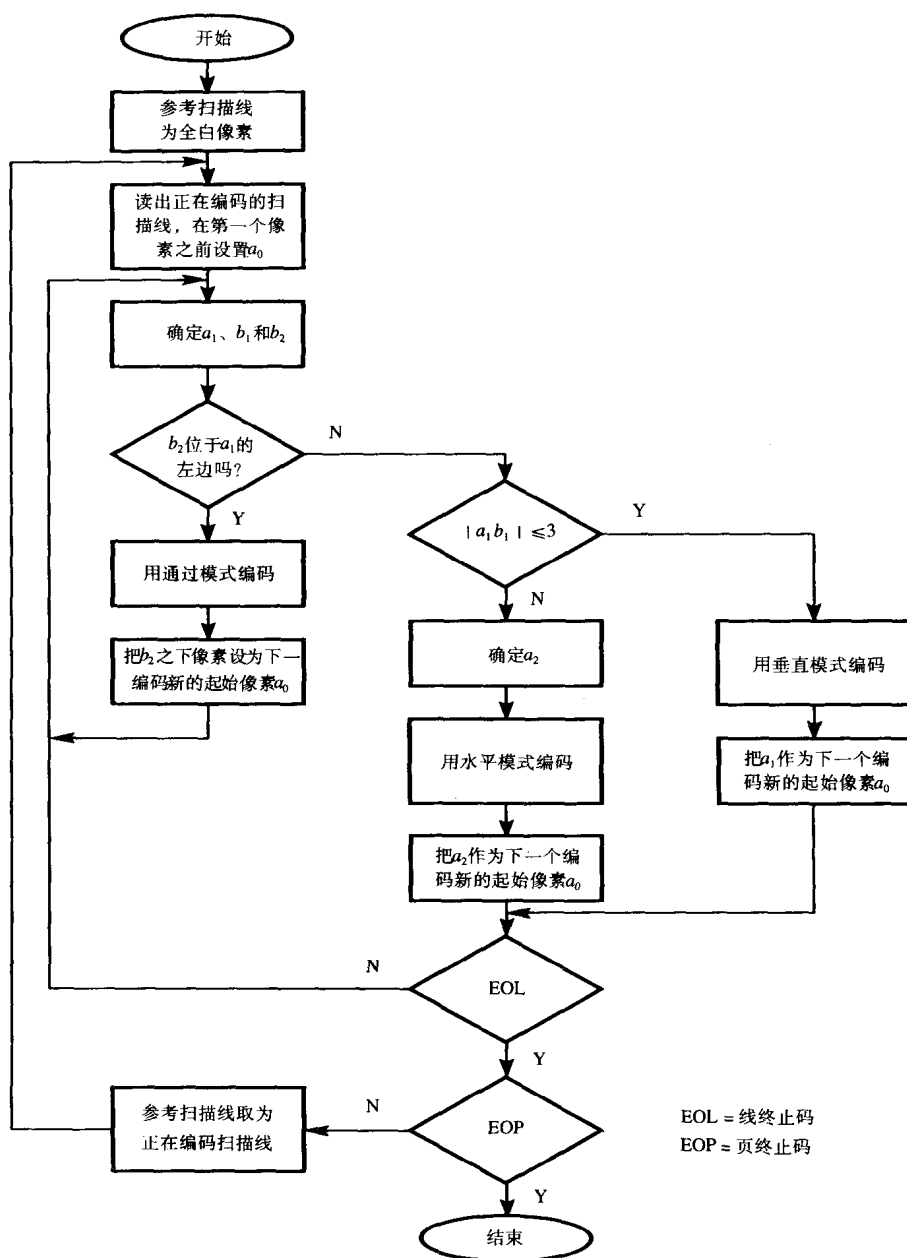 开始
参考扫描线
为全白像素
读出正在编码的扫
描线，在第一个像
素之前设置a₀
确定a₁、b₁和b₂
b₂位于a₁的
左边吗?
N
Y
用通过模式编码
把b₂之下像素设为下一
编码新的起始像素a₀
| a₁b₁ | ≤3
Y
N
确定a₂
用水平模式编码
把a₂作为下一个编
码新的起始像素a₀
用垂直模式编码
把a₁作为下一个编
码新的起始像素a₀
EOL
N
Y
EOP
N
Y
参考扫描线取为
正在编码扫描线
EOL = 线终止码
EOP = 页终止码
结束